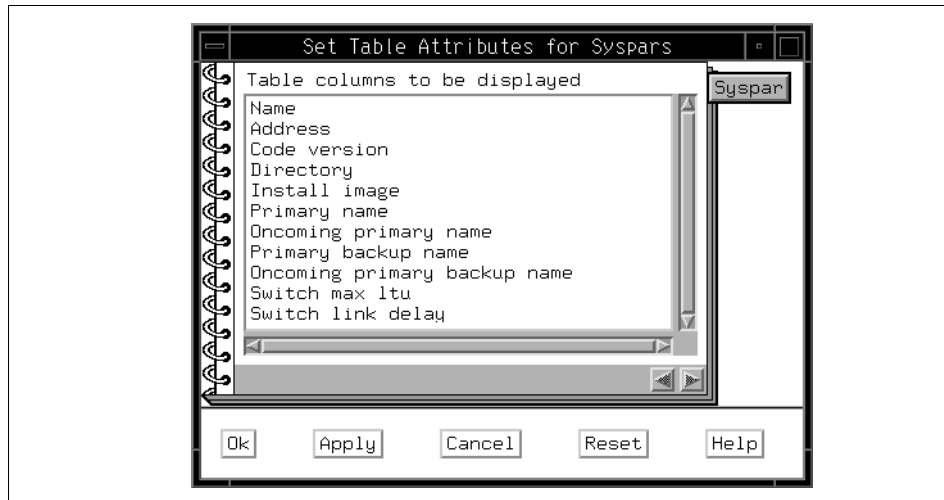 Set Table Attributes for Syspars
Table columns to be displayed
Syspar
Name
Address
Code version
Directory
Install image
Primary name
Oncoming primary name
Primary backup name
Oncoming primary backup name
Switch max ltu
Switch link delay
Ok Apply Cancel Reset Help